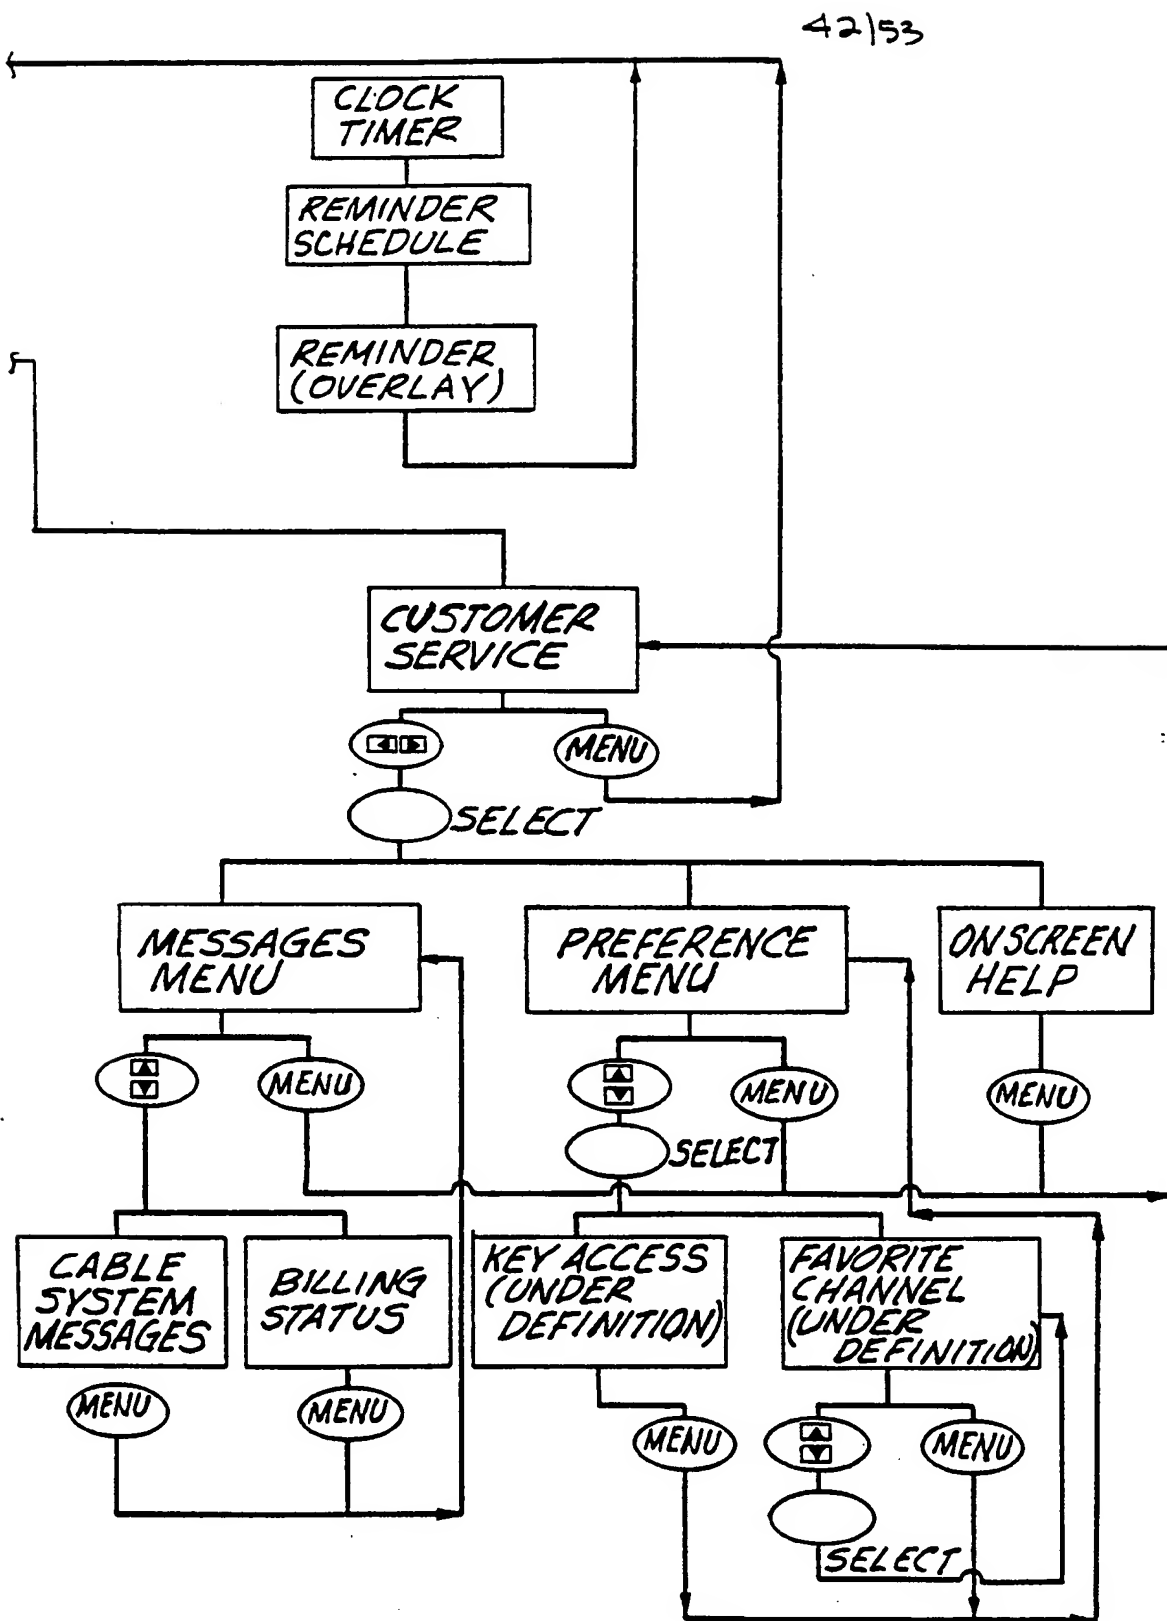 42/53
CLOCK
TIMER
REMINDER
SCHEDULE
REMINDER
(OVERLAY)
CUSTOMER
SERVICE
MENU
SELECT
MESSAGES
MENU
PREFERENCE
MENU
ON SCREEN
HELP
MENU
MENU
MENU
SELECT
CABLE
SYSTEM
MESSAGES
BILLING
STATUS
KEY ACCESS
(UNDER
DEFINITION)
FAVORITE
CHANNEL
(UNDER
DEFINITION)
MENU
MENU
MENU
MENU
SELECT